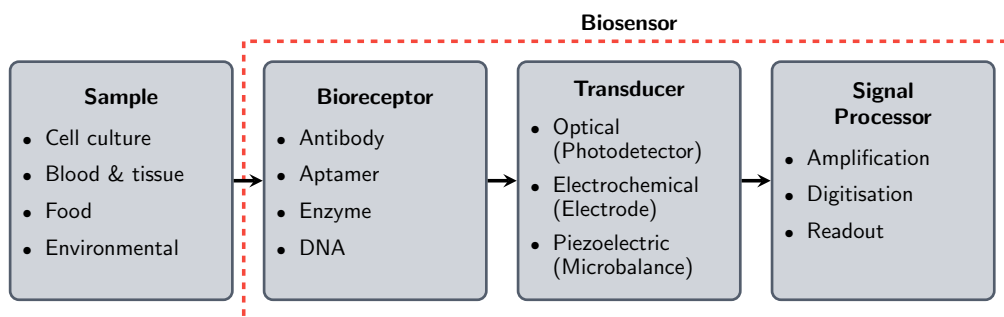 Biosensor
Sample
• Cell culture
• Blood & tissue
• Food
• Environmental
Bioreceptor
• Antibody
• Aptamer
• Enzyme
• DNA
Transducer
• Optical
(Photodetector)
• Electrochemical
(Electrode)
• Piezoelectric
(Microbalance)
Signal
Processor
• Amplification
• Digitisation
• Readout